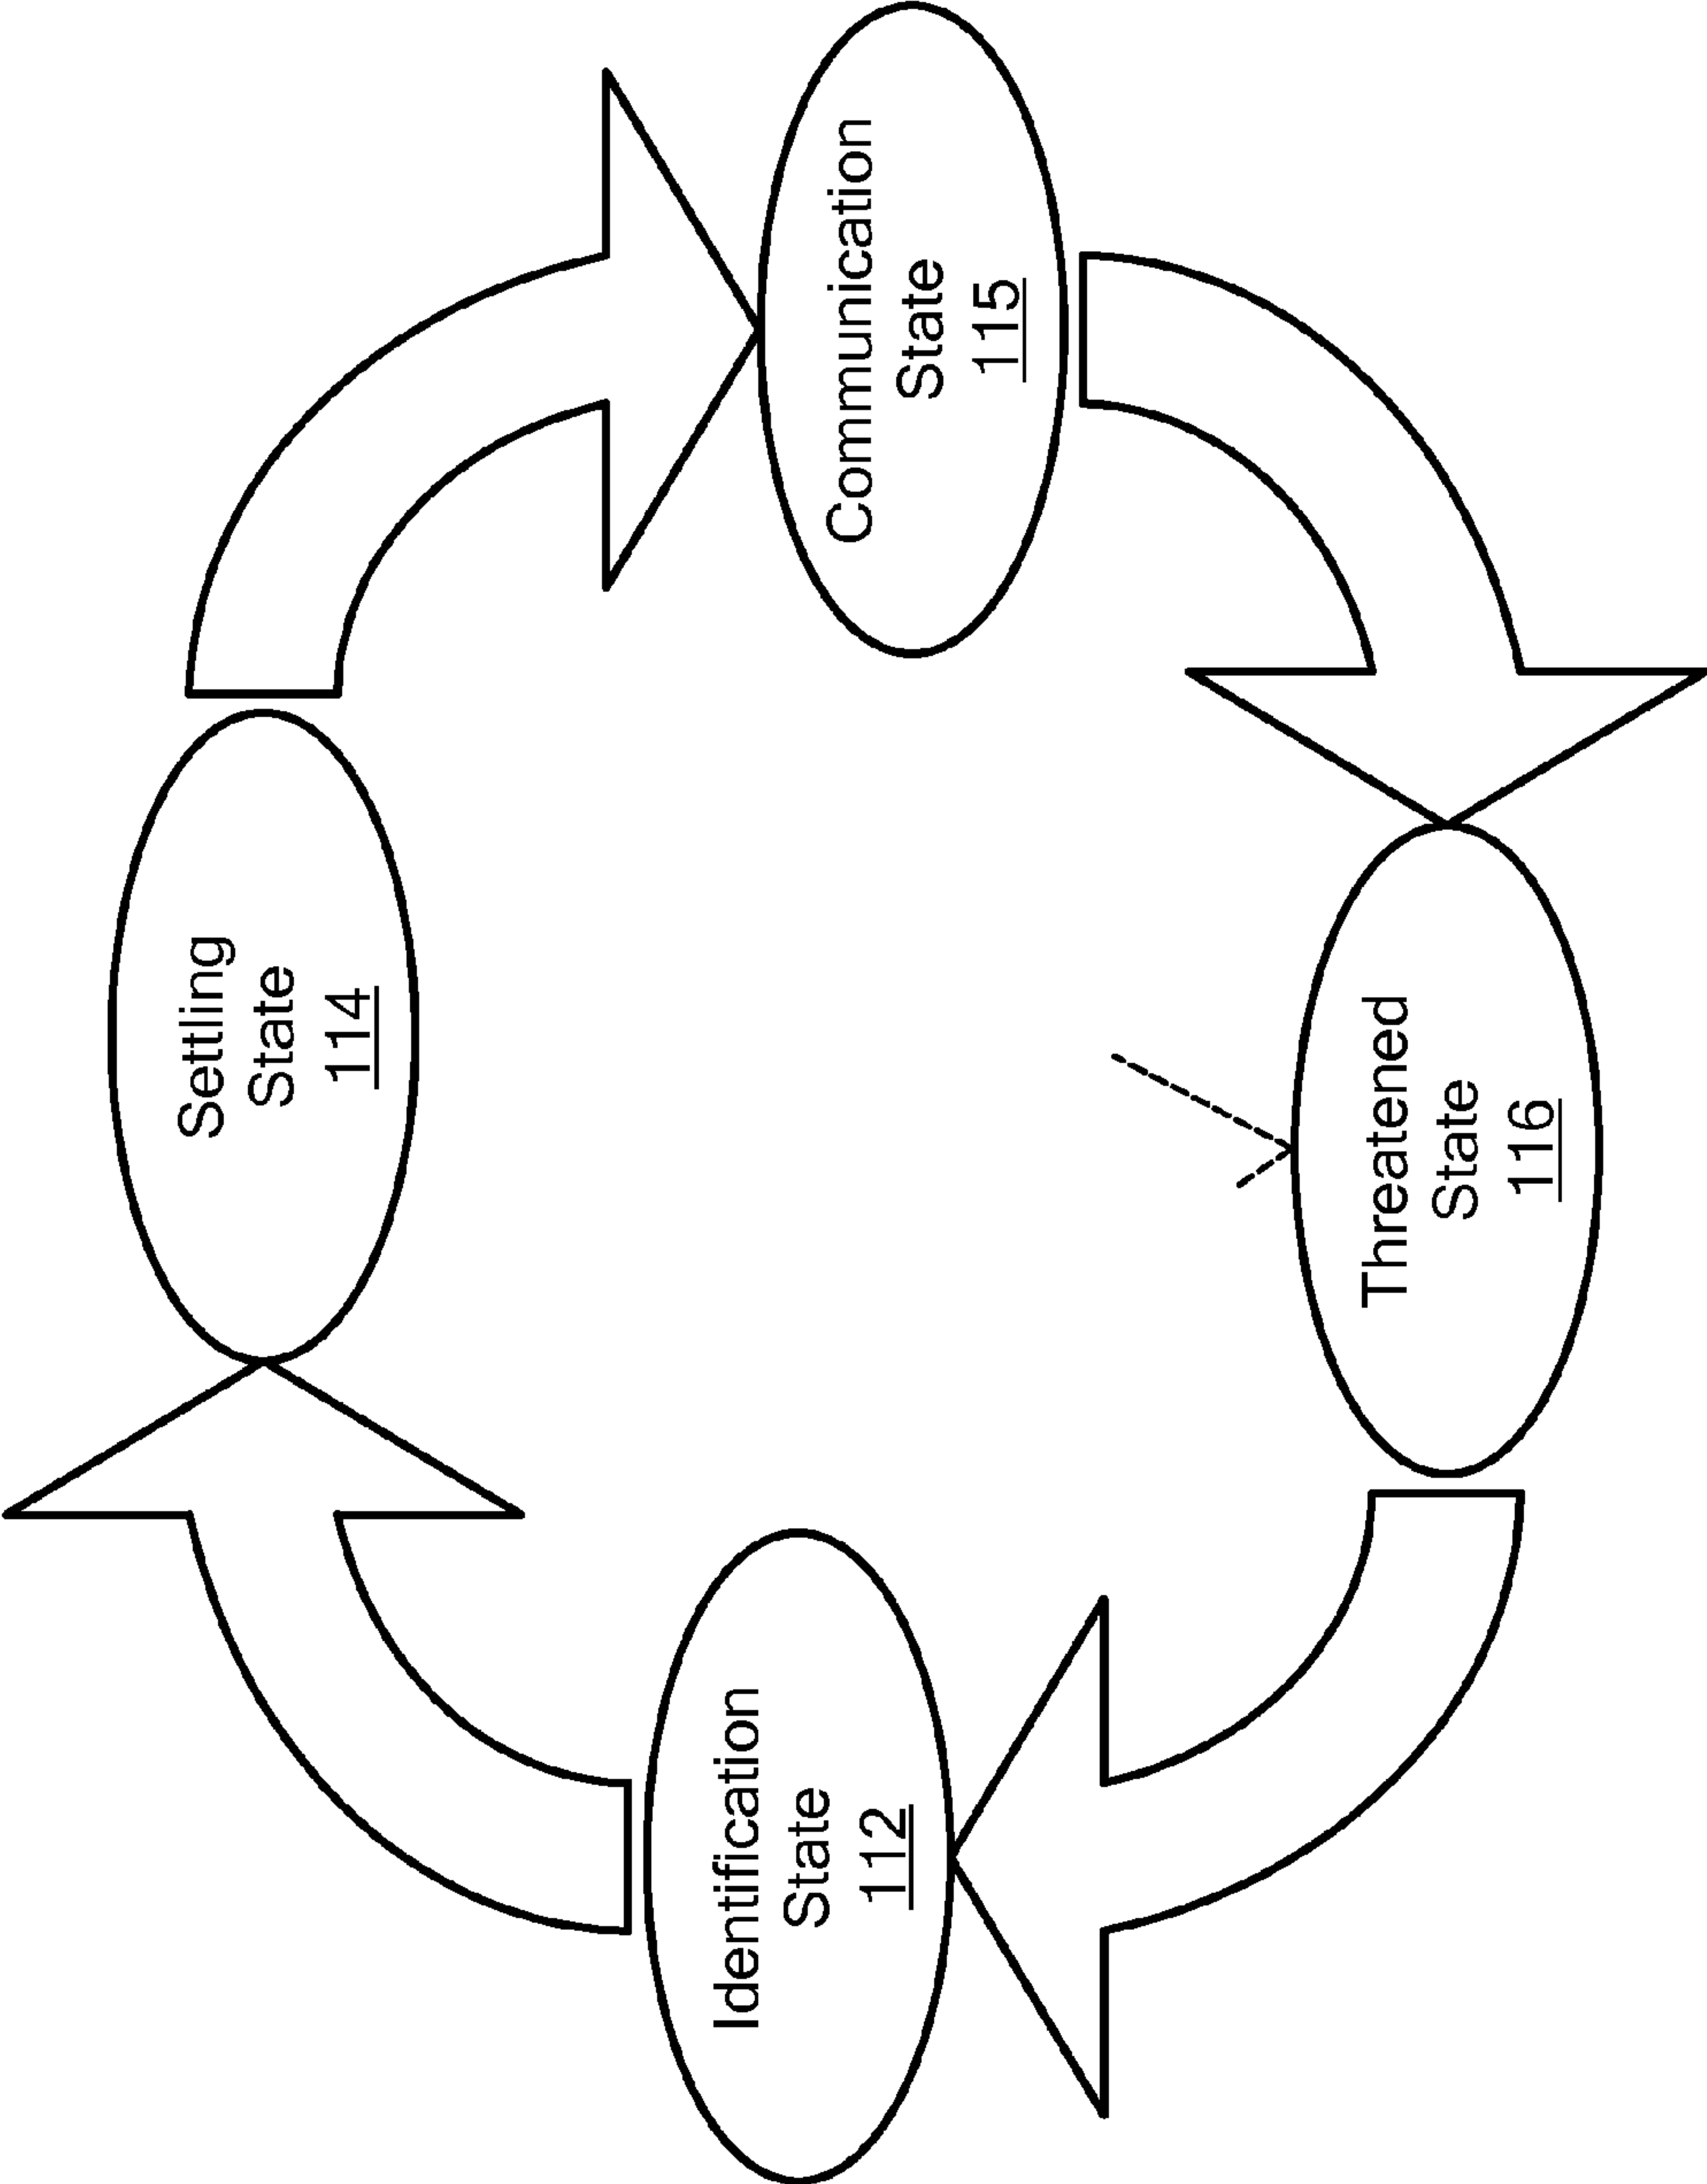 Settling
State
114
Communication
State
115
Threatened
State
116
Identification
State
112